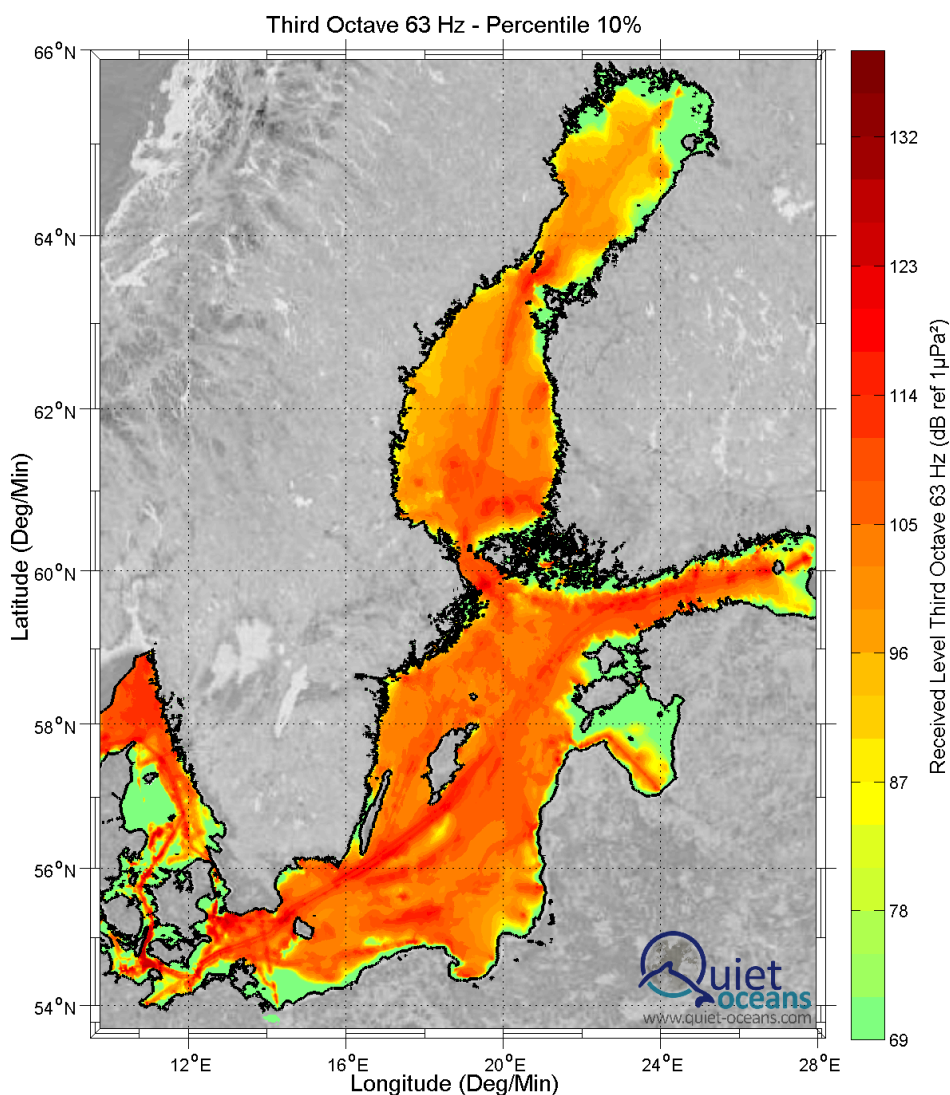 Third Octave 63 Hz - Percentile 10%
66°N
64°N
62°N
60°N
58°N
56°N
54°N
Latitude (Deg/Min)
12°E
16°E
20°E
24°E
28°E
Longitude (Deg/Min)
132
123
114
105
96
87
78
69
Received Level Third Octave 63 Hz (dB ref 1µPa²)
Quiet
oceans
www.quiet-oceans.com